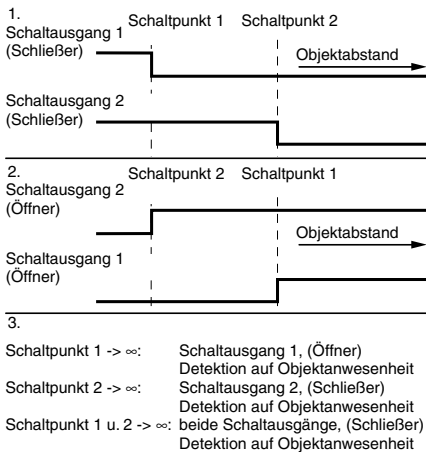 1.
Schaltpunkt 1 Schaltpunkt 2
Schaltausgang 1
(Schließer)
Objektabstand
Schaltausgang 2
(Schließer)
2.
Schaltpunkt 2 Schaltpunkt 1
Schaltausgang 2
(Öffner)
Objektabstand
Schaltausgang 1
(Öffner)
3.
Schaltpunkt 1 -> ∞: Schaltausgang 1, (Öffner)
Detektion auf Objektanwesenheit
Schaltpunkt 2 -> ∞: Schaltausgang 2, (Schließer)
Detektion auf Objektanwesenheit
Schaltpunkt 1 u. 2 -> ∞: beide Schaltausgänge, (Schließer)
Detektion auf Objektanwesenheit